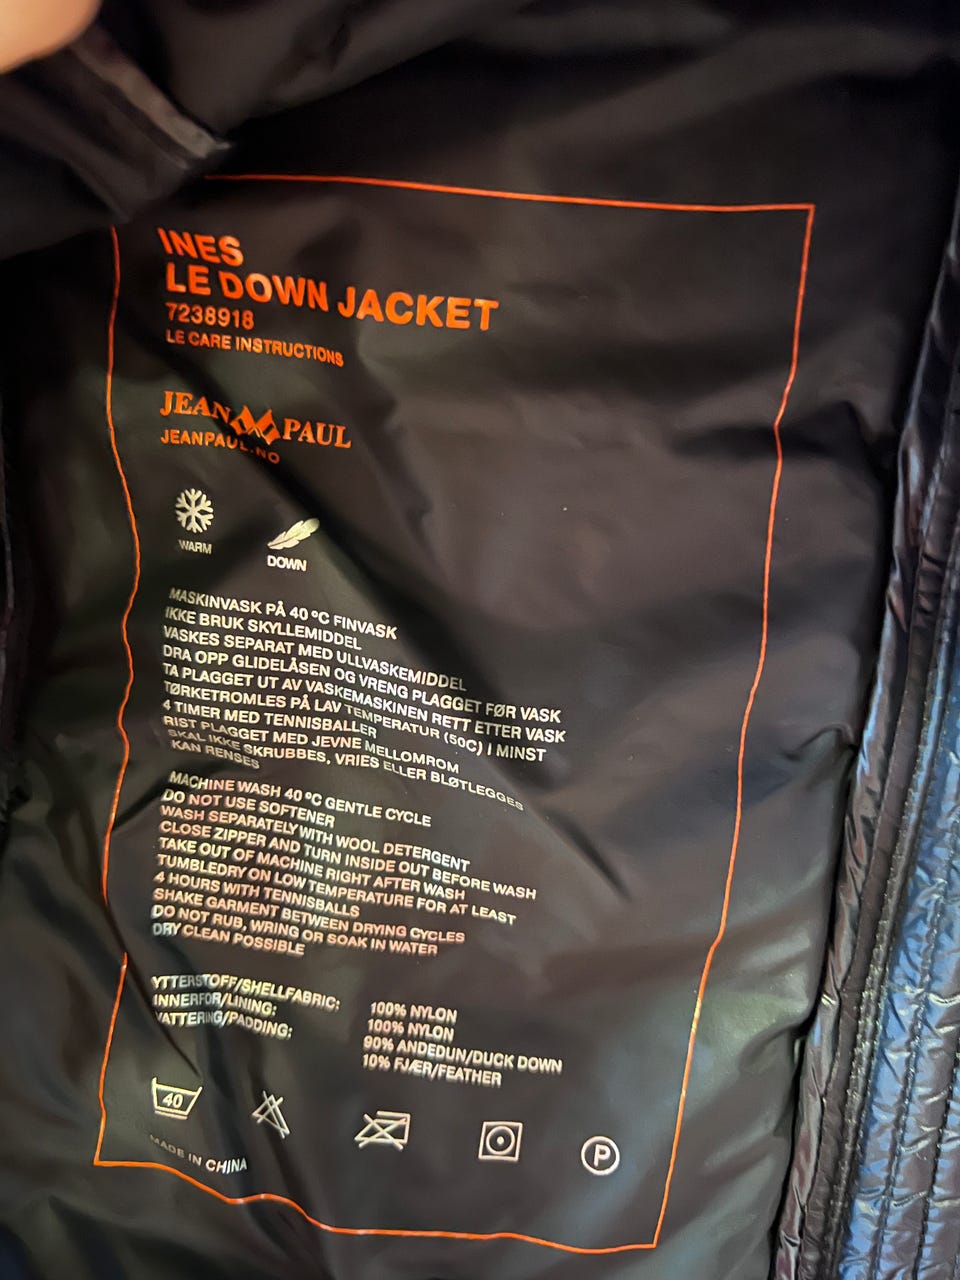 INES
LE DOWN JACKET
7238918
LE CARE INSTRUCTIONS
JEAN PAUL
JEANPAUL.NO
WARM
DOWN
MASKINVASK PÅ 40 ºC FINVASK
IKKE BRUK SKYLLEMIDDEL
VASKES SEPARAT MED ULLVASKEMIDDEL
DRA OPP GLIDELÅSEN OG VRENG PLAGGET FØR VASK
TA PLAGGET UT AV VASKEMASKINEN RETT ETTER VASK
TØRKETROMLES PÅ LAV TEMPERATUR (50C) I MINST
4 TIMER MED TENNISBALLER
RIST PLAGGET MED JEVNE MELLOMROM
SKAL IKKE SKRUBBES, VRIES ELLER BLØTLEGGES
KAN RENSES
MACHINE WASH 40 ºC GENTLE CYCLE
DO NOT USE SOFTENER
WASH SEPARATELY WITH WOOL DETERGENT
CLOSE ZIPPER AND TURN INSIDE OUT BEFORE WASH
TAKE OUT OF MACHINE RIGHT AFTER WASH
TUMBLEDRY ON LOW TEMPERATURE FOR AT LEAST
4 HOURS WITH TENNISBALLS
SHAKE GARMENT BETWEEN DRYING CYCLES
DO NOT RUB, WRING OR SOAK IN WATER
DRY CLEAN POSSIBLE
YTTERSTOFF/SHELLFABRIC: 100% NYLON
INNERFOR/LINING: 100% NYLON
VATTERING/PADDING: 90% ANDEDUN/DUCK DOWN
10% FJÆR/FEATHER
40
P
MADE IN CHINA